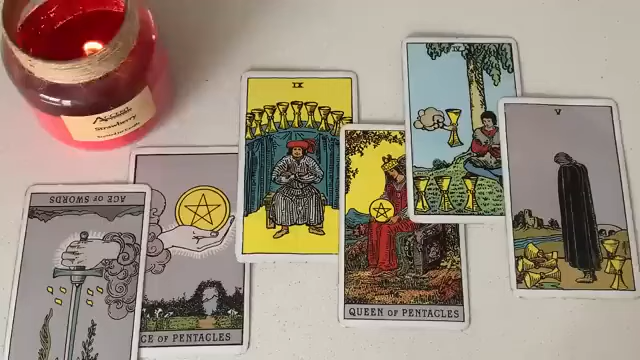 Strawberry
IX
IV
V
ACE OF SWORDS
ACE OF PENTACLES
QUEEN OF PENTACLES